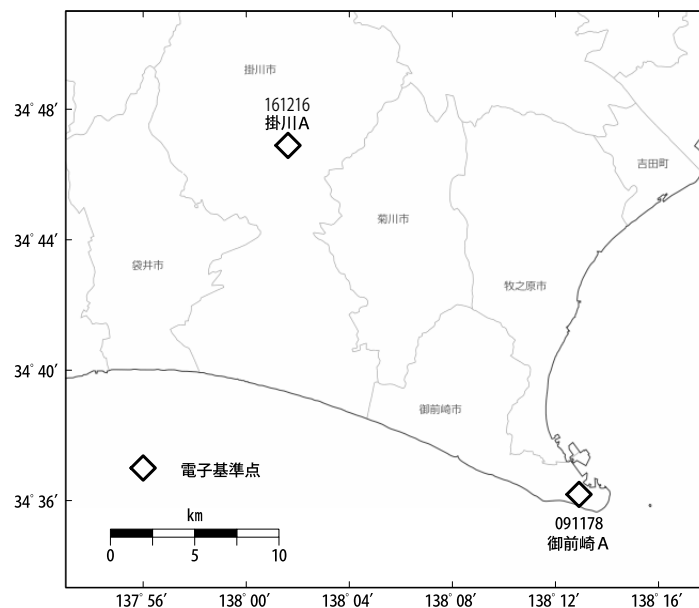 掛川市
34°48′
161216
掛川A
吉田町
菊川市
34°44′
袋井市
牧之原市
34°40′
御前崎市
電子基準点
34°36′
km
091178
0
5
10
御前崎A
137°56′
138°00′
138°04′
138°08′
138°12′
138°16′